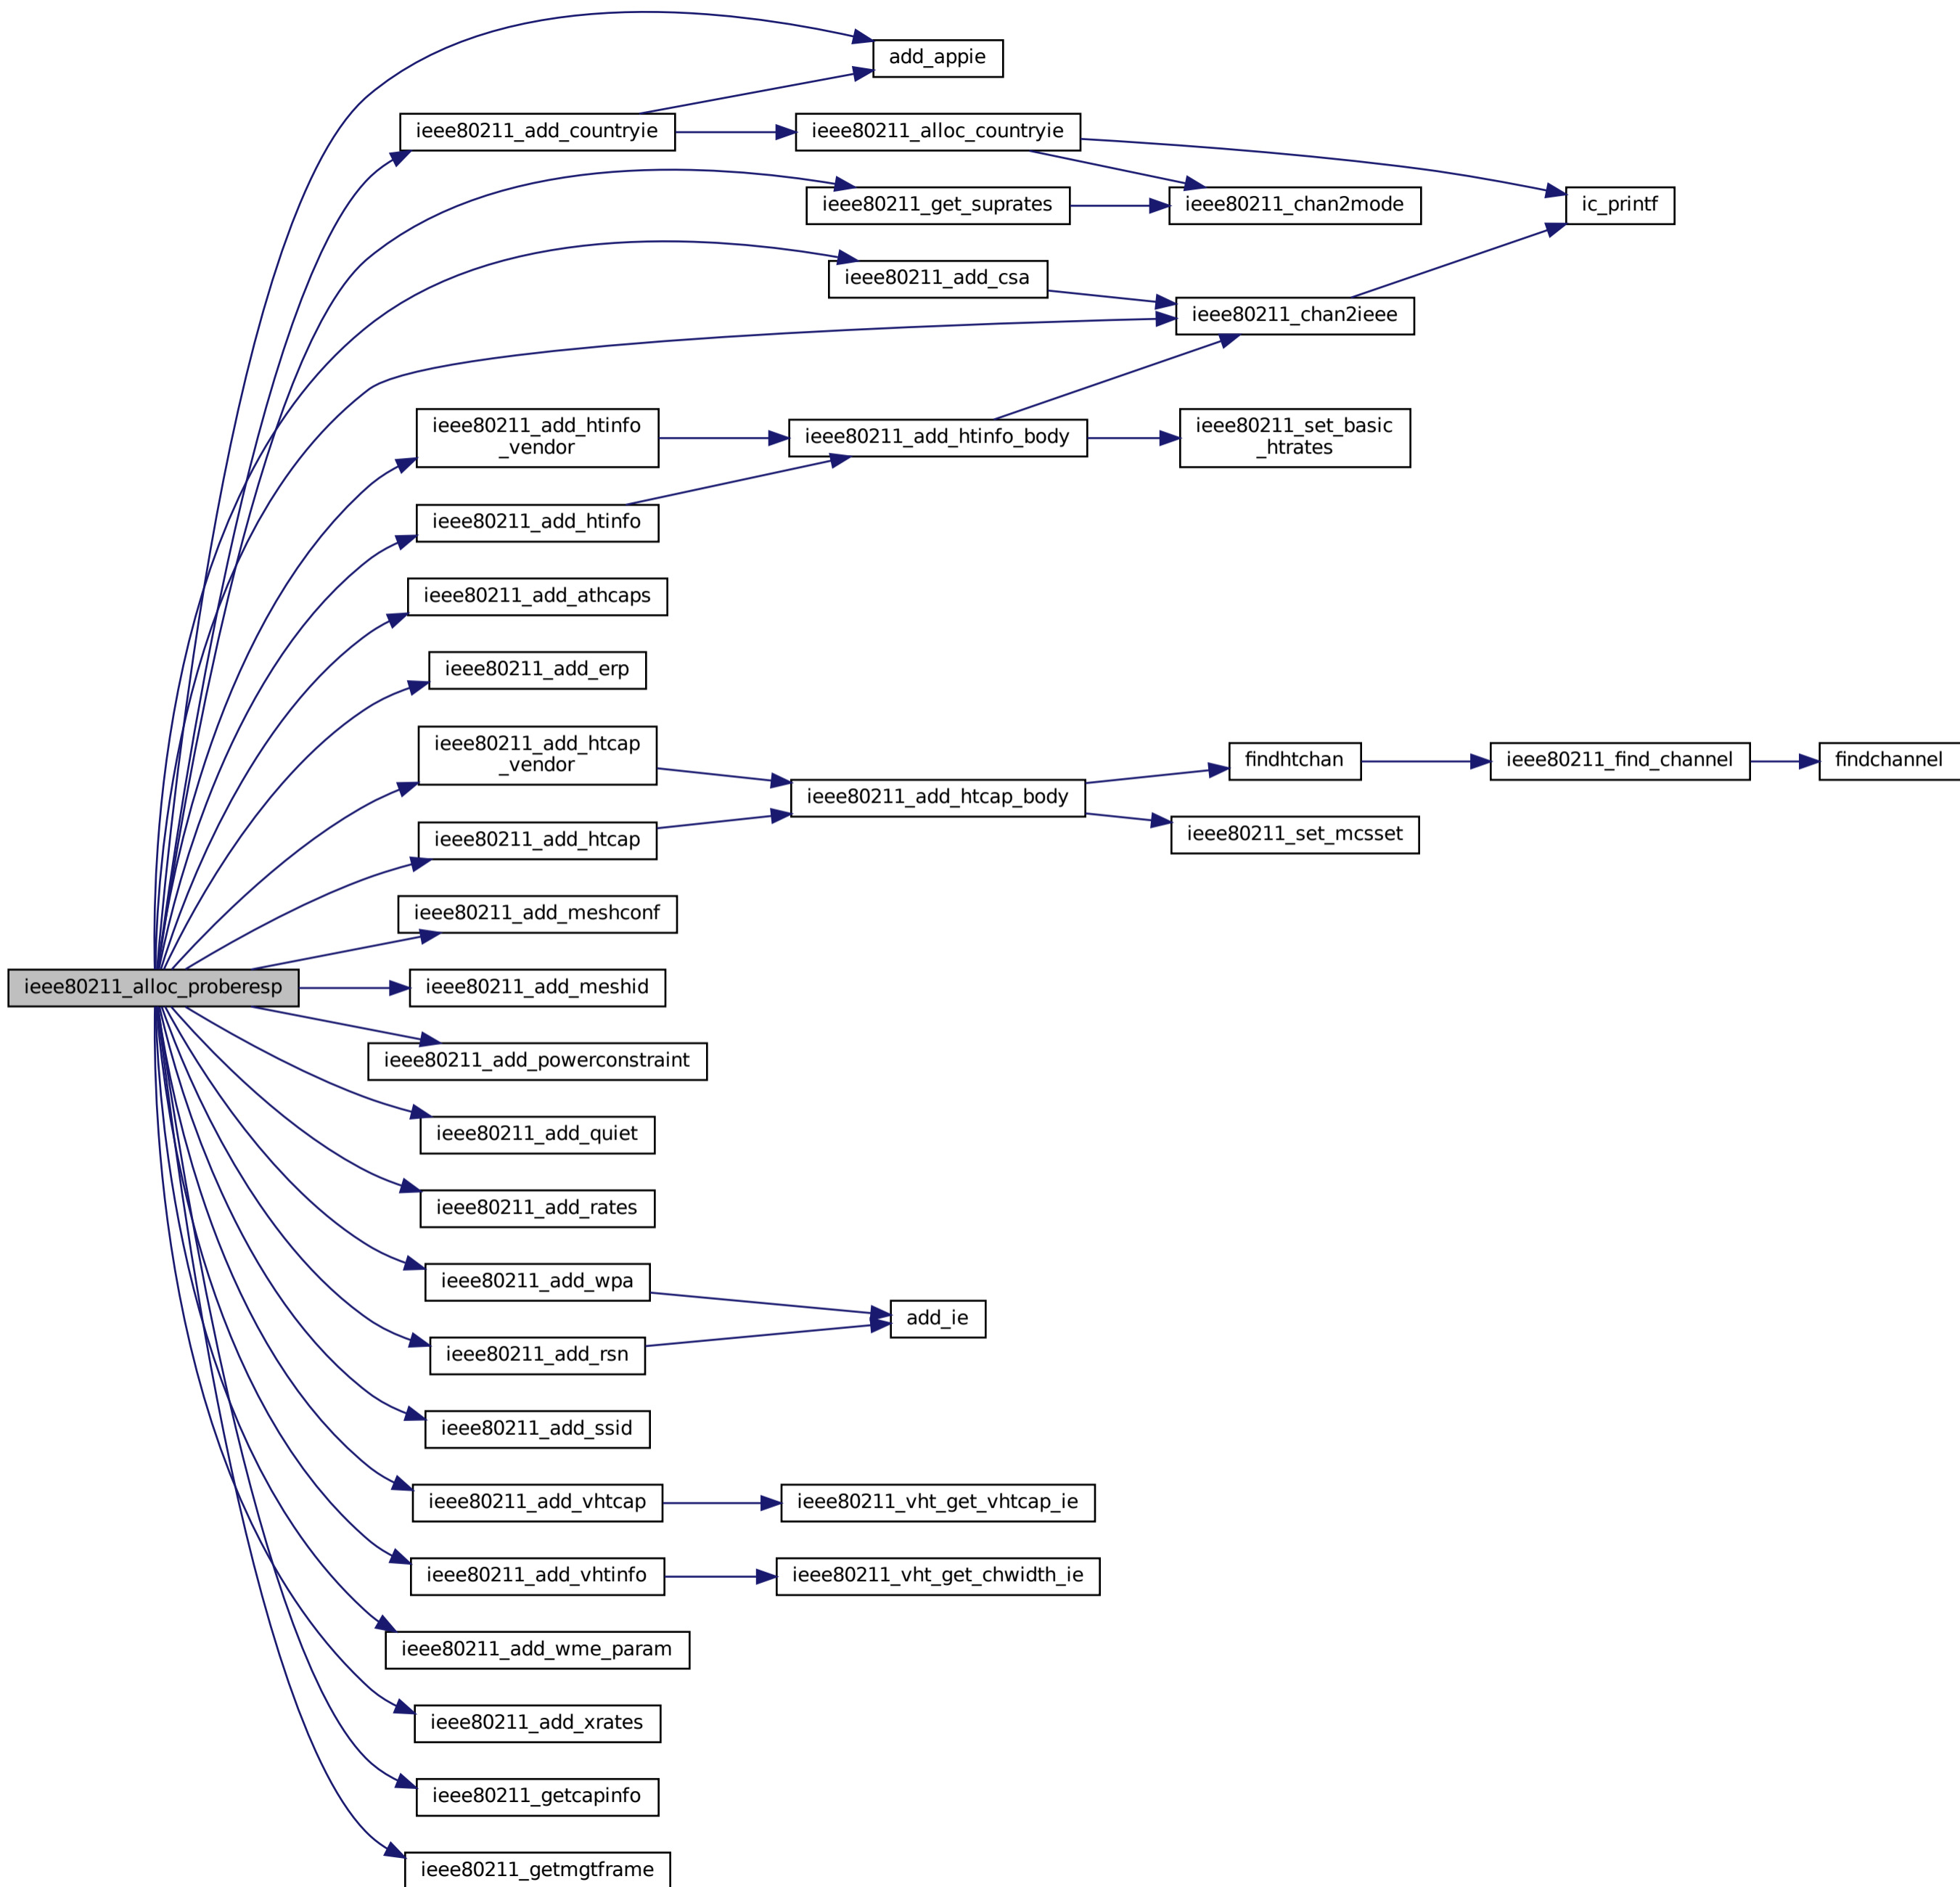 add_appie
ieee80211_add_countryie
ieee80211_alloc_countryie
ieee80211_get_suprates
ieee80211_chan2mode
ic_printf
ieee80211_add_csa
ieee80211_chan2ieee
ieee80211_add_htinfo
_vendor
ieee80211_add_htinfo_body
ieee80211_set_basic
_htrates
ieee80211_add_htinfo
ieee80211_add_athcaps
ieee80211_add_erp
ieee80211_add_htcap
_vendor
findhtchan
ieee80211_find_channel
findchannel
ieee80211_add_htcap_body
ieee80211_set_mcsset
ieee80211_add_htcap
ieee80211_add_meshconf
ieee80211_alloc_proberesp
ieee80211_add_meshid
ieee80211_add_powerconstraint
ieee80211_add_quiet
ieee80211_add_rates
ieee80211_add_wpa
add_ie
ieee80211_add_rsn
ieee80211_add_ssid
ieee80211_add_vhtcap
ieee80211_vht_get_vhtcap_ie
ieee80211_add_vhtinfo
ieee80211_vht_get_chwidth_ie
ieee80211_add_wme_param
ieee80211_add_xrates
ieee80211_getcapinfo
ieee80211_getmgtframe